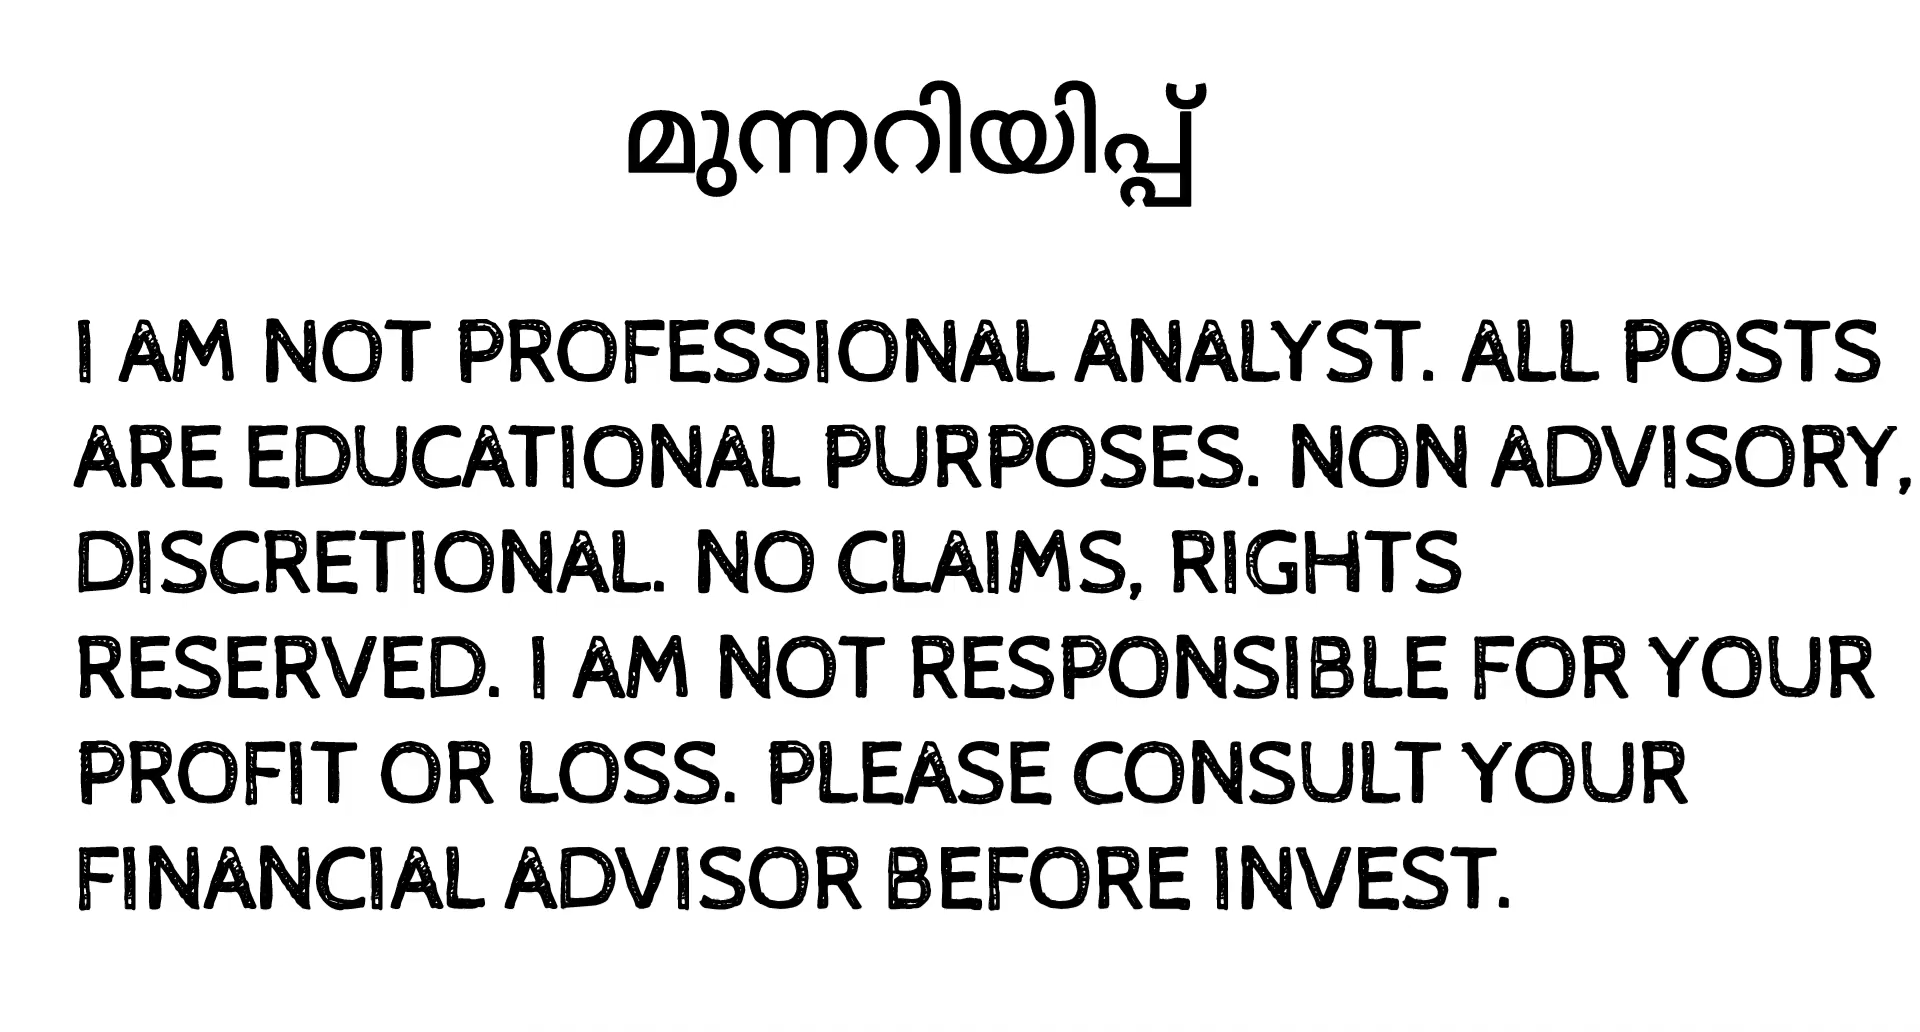 മുന്നറിയിപ്പ്
I AM NOT PROFESSIONAL ANALYST. ALL POSTS
ARE EDUCATIONAL PURPOSES. NON ADVISORY,
DISCRETIONAL. NO CLAIMS, RIGHTS
RESERVED. I AM NOT RESPONSIBLE FOR YOUR
PROFIT OR LOSS. PLEASE CONSULT YOUR
FINANCIAL ADVISOR BEFORE INVEST.